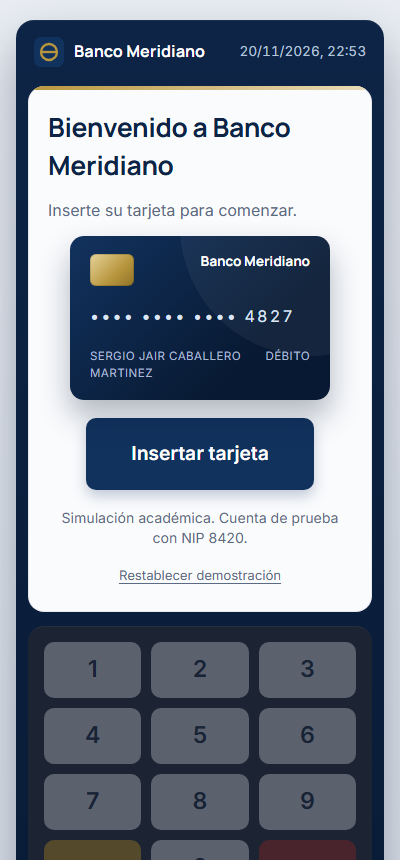 Banco Meridiano
20/11/2026, 22:53
Bienvenido a Banco
Meridiano
Inserte su tarjeta para comenzar.
Banco Meridiano
•••• •••• •••• 4827
SERGIO JAIR CABALLERO
MARTINEZ
DÉBITO
Insertar tarjeta
Simulación académica. Cuenta de prueba
con NIP 8420.
Restablecer demostración
1 2 3
4 5 6
7 8 9